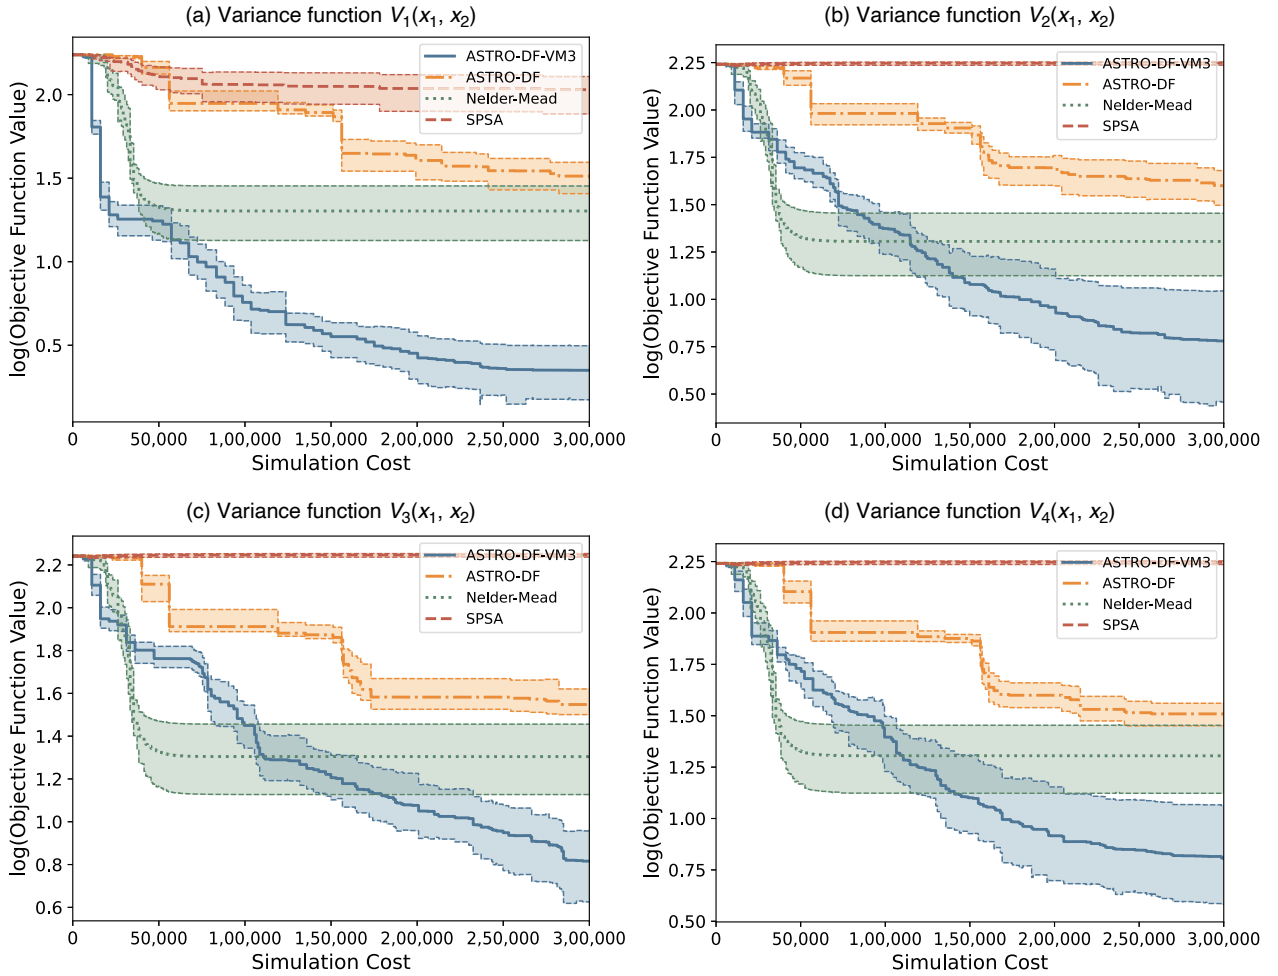 (a) Variance function V₁(x₁, x₂)
log(Objective Function Value)
2.0
1.5
1.0
0.5
ASTRO-DF-VM3
ASTRO-DF
Nelder-Mead
SPSA
0 50,000 1,00,000 1,50,000 2,00,000 2,50,000 3,00,000
Simulation Cost
(b) Variance function V₂(x₁, x₂)
log(Objective Function Value)
2.25
2.00
1.75
1.50
1.25
1.00
0.75
0.50
ASTRO-DF-VM3
ASTRO-DF
Nelder-Mead
SPSA
0 50,000 1,00,000 1,50,000 2,00,000 2,50,000 3,00,000
Simulation Cost
(c) Variance function V₃(x₁, x₂)
log(Objective Function Value)
2.2
2.0
1.8
1.6
1.4
1.2
1.0
0.8
0.6
ASTRO-DF-VM3
ASTRO-DF
Nelder-Mead
SPSA
0 50,000 1,00,000 1,50,000 2,00,000 2,50,000 3,00,000
Simulation Cost
(d) Variance function V₄(x₁, x₂)
log(Objective Function Value)
2.25
2.00
1.75
1.50
1.25
1.00
0.75
0.50
ASTRO-DF-VM3
ASTRO-DF
Nelder-Mead
SPSA
0 50,000 1,00,000 1,50,000 2,00,000 2,50,000 3,00,000
Simulation Cost